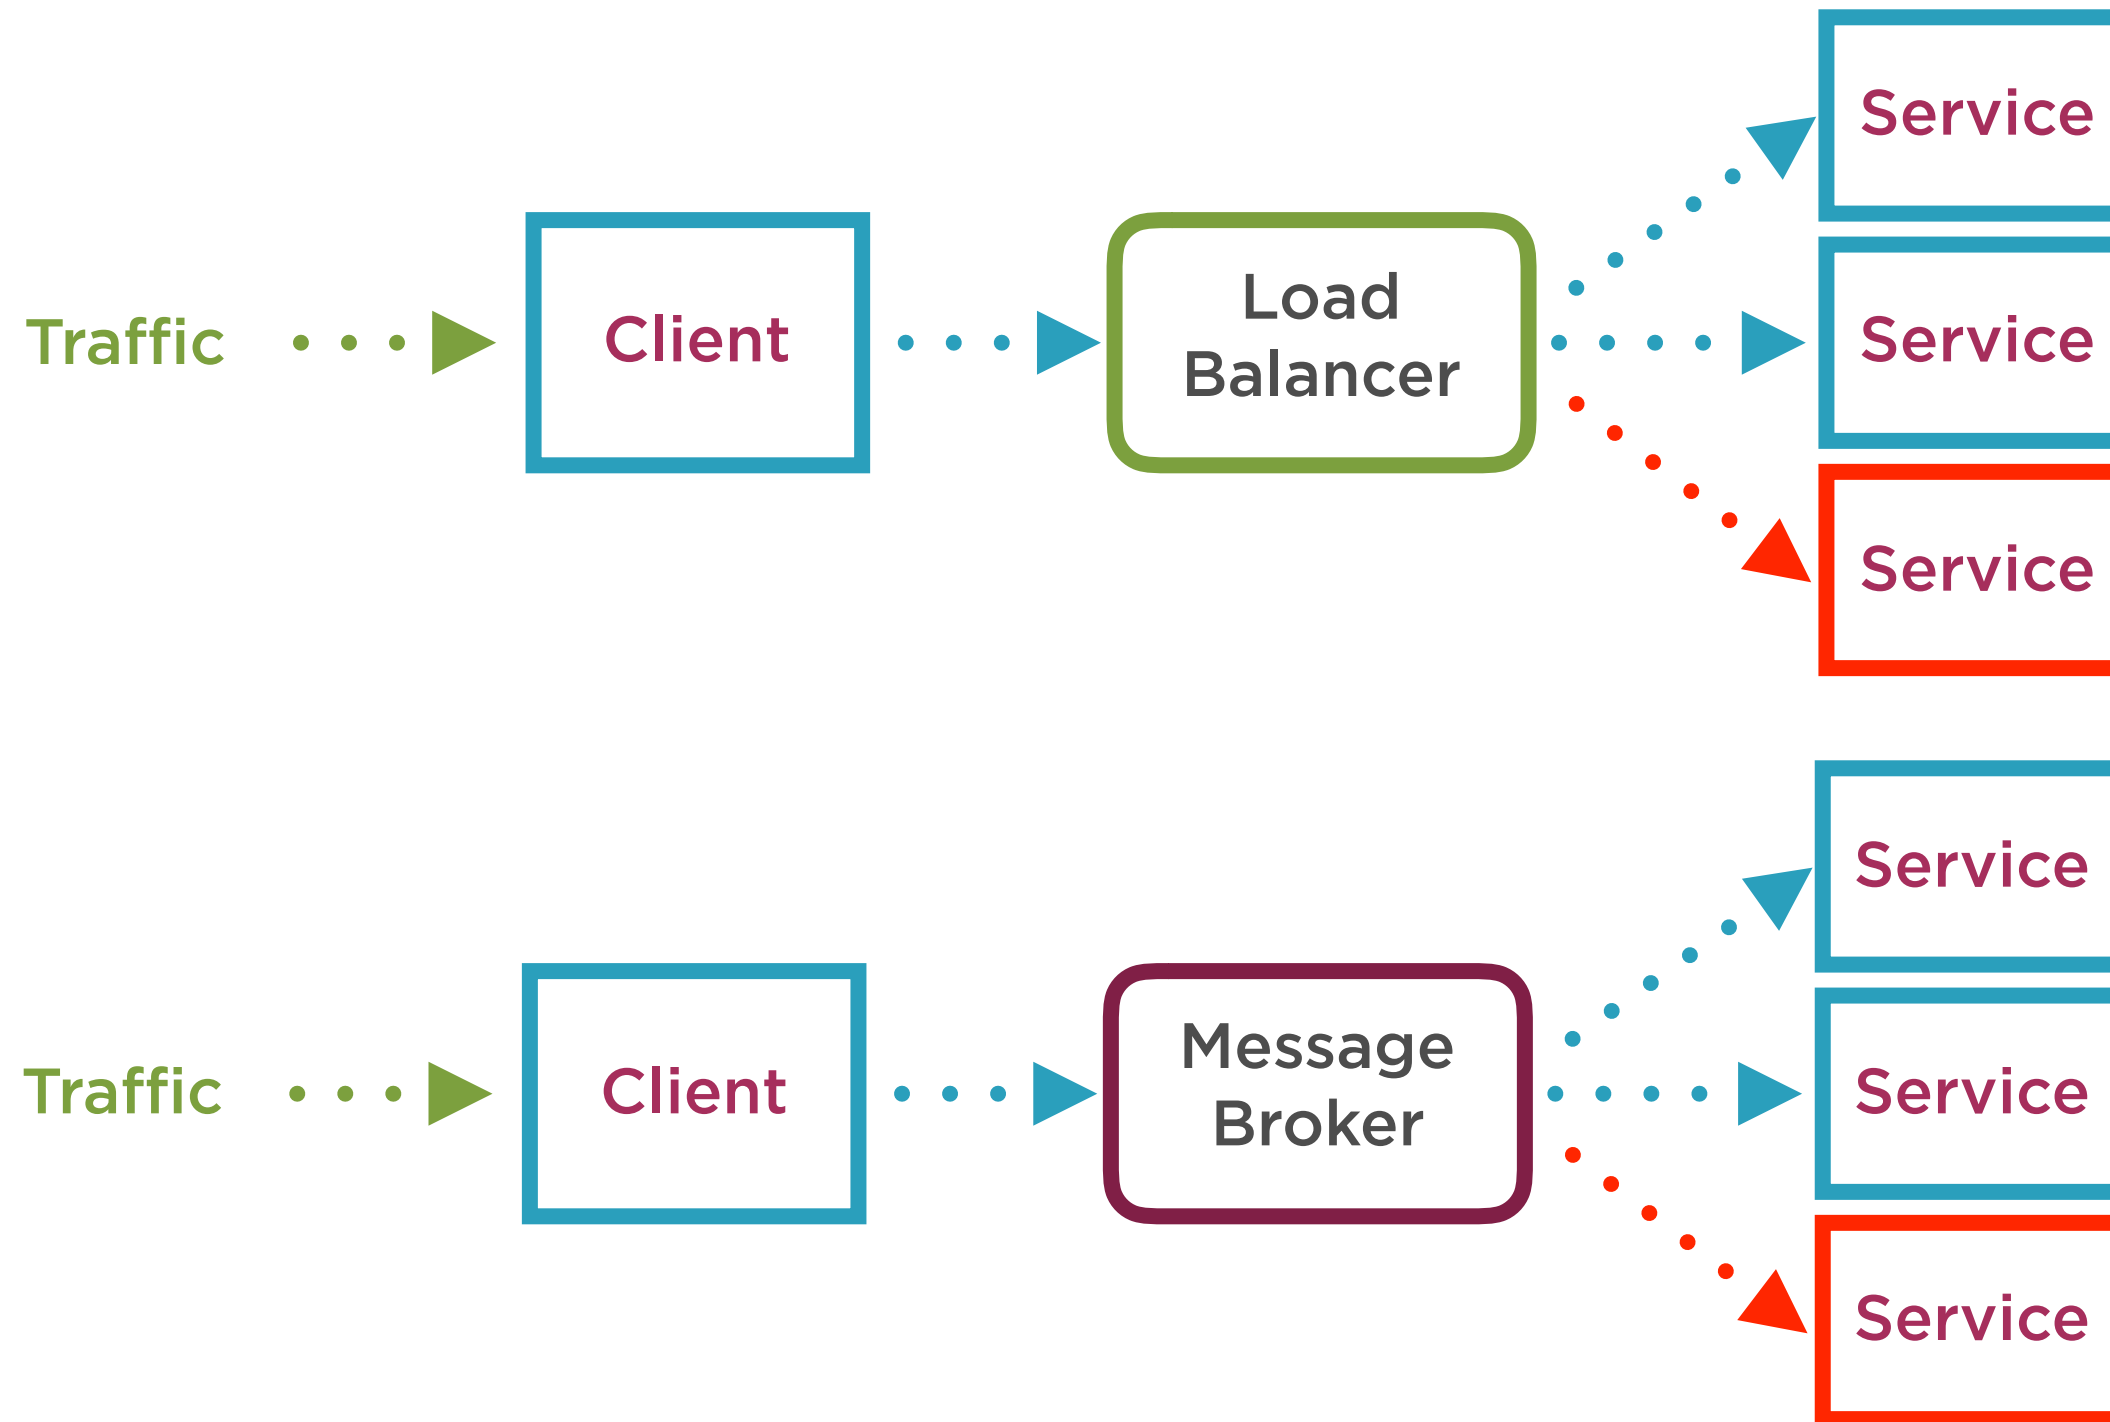 Service
Traffic
Client
Load
Balancer
Service
Service
Service
Traffic
Client
Message
Broker
Service
Service